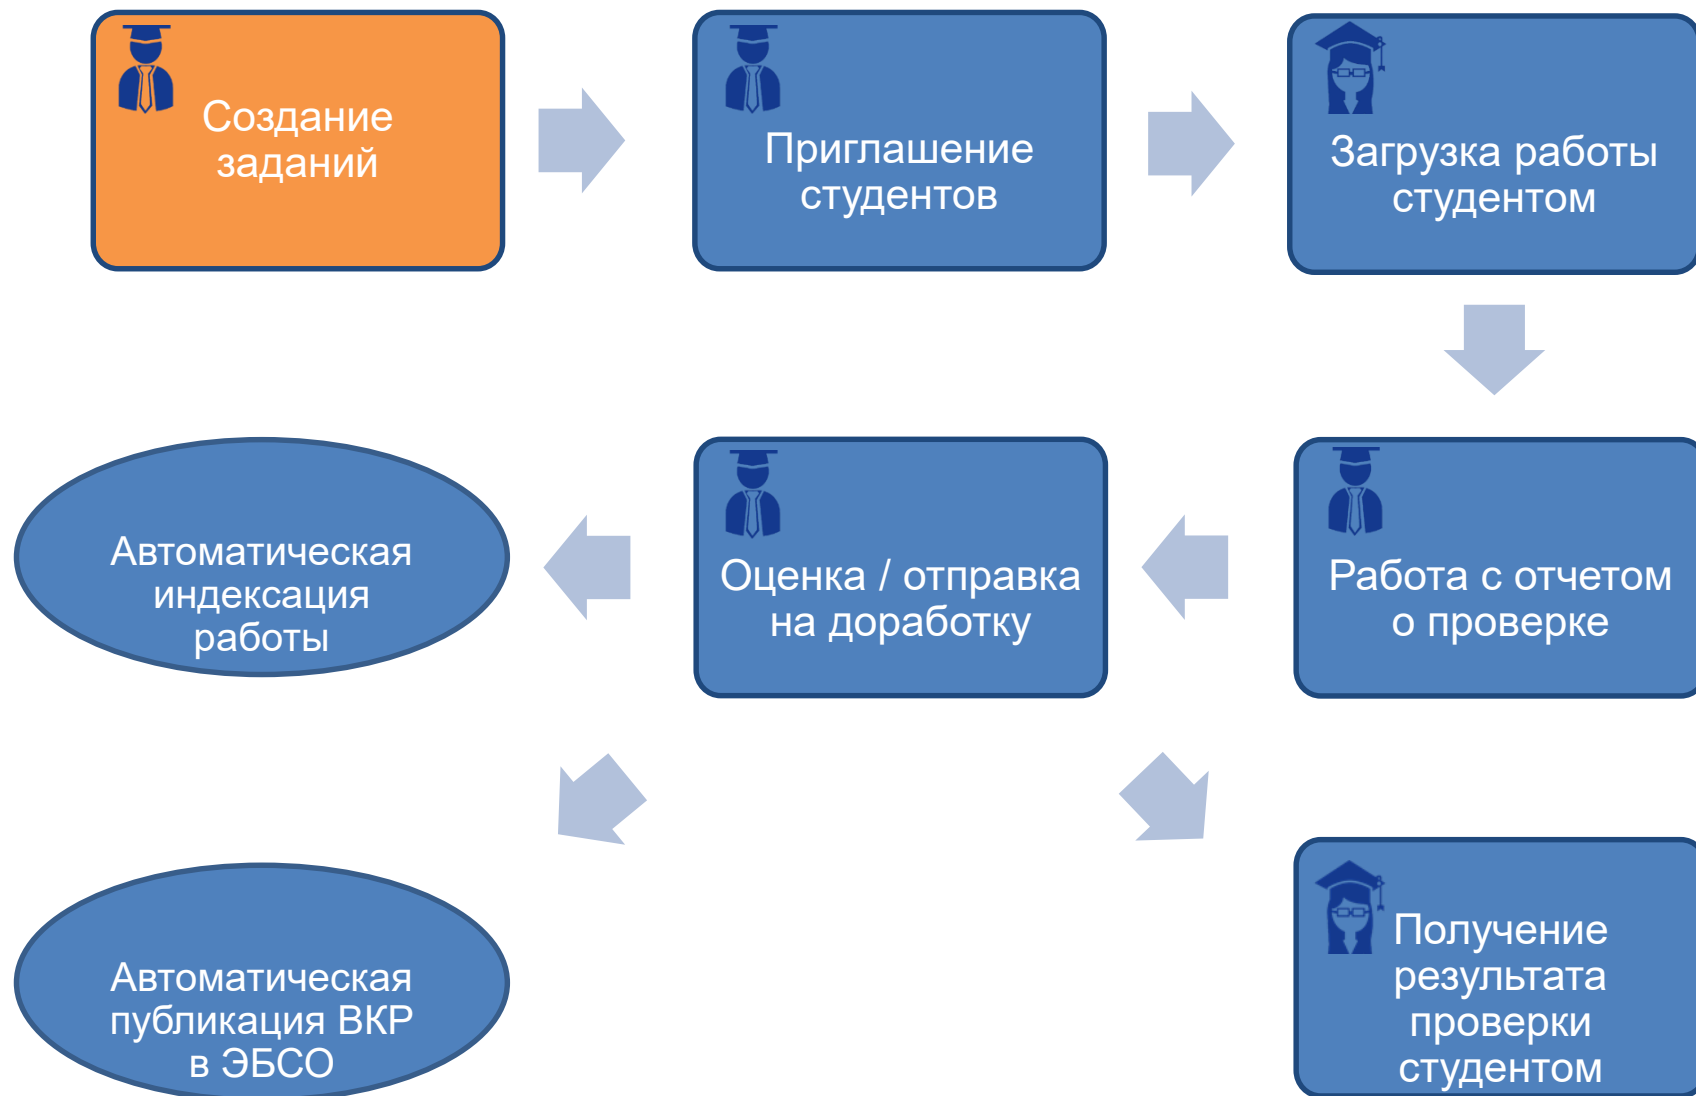 Создание
заданий
Приглашение
студентов
Загрузка работы
студентом
Автоматическая
индексация
работы
Оценка / отправка
на доработку
Работа с отчетом
о проверке
Автоматическая
публикация ВКР
в ЭБСО
Получение
результата
проверки
студентом